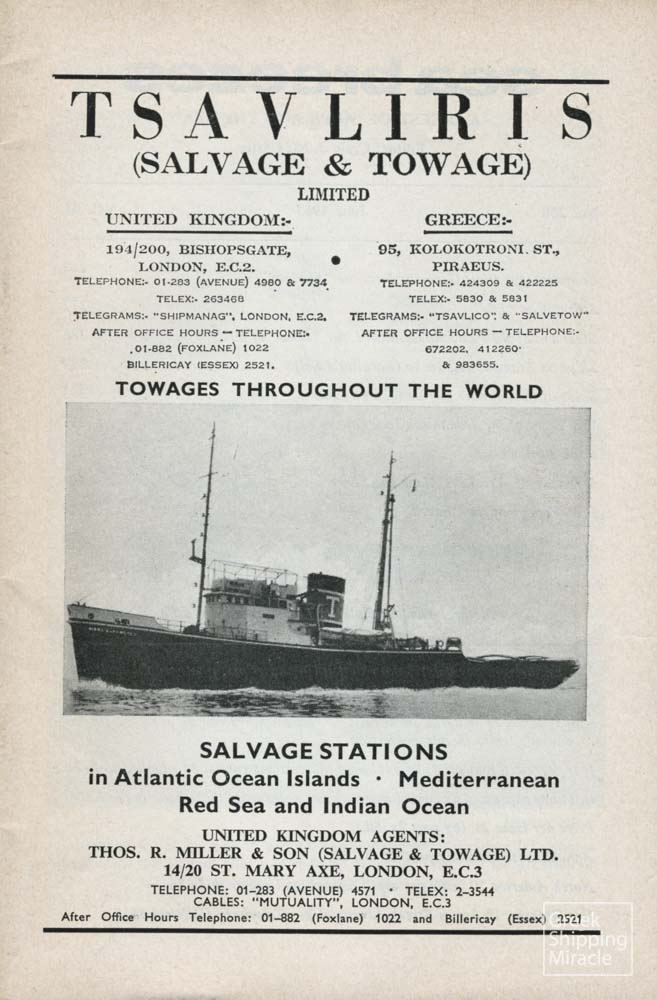 TSAVLIRIS
(SALVAGE & TOWAGE)
LIMITED
UNITED KINGDOM:-
194/200, BISHOPSGATE,
LONDON, E.C.2.
TELEPHONE:- 01-283 (AVENUE) 4980 & 7734
TELEX:- 263468
TELEGRAMS:- "SHIPMANAG", LONDON, E.C.2.
AFTER OFFICE HOURS — TELEPHONE:-
01-882 (FOXLANE) 1022
BILLERICAY (ESSEX) 2521.
GREECE:-
95, KOLOKOTRONI. ST.,
PIRAEUS.
TELEPHONE:- 424309 & 422225
TELEX:- 5830 & 5831
TELEGRAMS:- "TSAVLICO" & "SALVETOW"
AFTER OFFICE HOURS — TELEPHONE:-
672202, 412260
& 983655.
TOWAGES THROUGHOUT THE WORLD
T
SALVAGE STATIONS
in Atlantic Ocean Islands · Mediterranean
Red Sea and Indian Ocean
UNITED KINGDOM AGENTS:
THOS. R. MILLER & SON (SALVAGE & TOWAGE) LTD.
14/20 ST. MARY AXE, LONDON, E.C.3
TELEPHONE: 01-283 (AVENUE) 4571 · TELEX: 2-3544
CABLES: "MUTUALITY", LONDON, E.C.3
After Office Hours Telephone: 01-882 (Foxlane) 1022 and Billericay (Essex) 2521
Greek
Shipping
Miracle